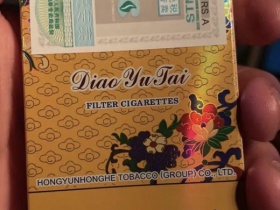 Diao Yu Tai
FILTER CIGARETTES
HONGYUNHONGHE TOBACCO (GROUP) CO., LTD.